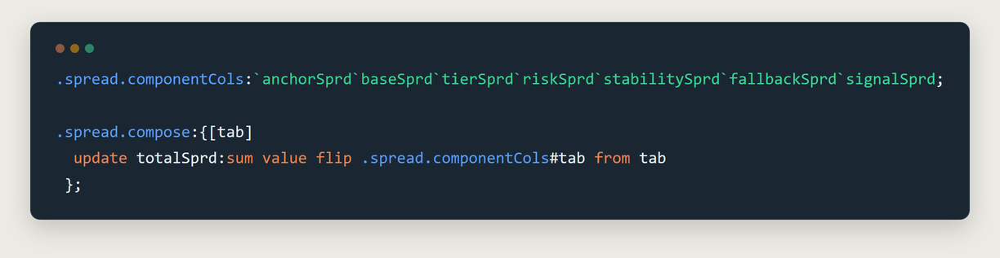 .spread.componentCols:`anchorSprd`baseSprd`tierSprd`riskSprd`stabilitySprd`fallbackSprd`signalSprd;
.spread.compose:{[tab]
  update totalSprd:sum value flip .spread.componentCols#tab from tab
 };